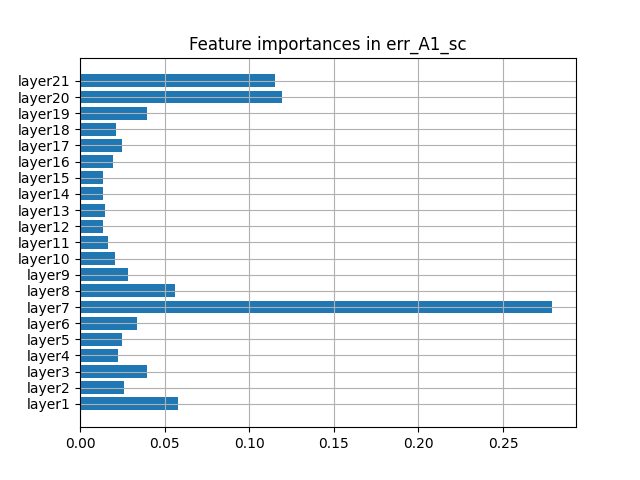 Feature importances in err_A1_sc
layer21
layer20
layer19
layer18
layer17
layer16
layer15
layer14
layer13
layer12
layer11
layer10
layer9
layer8
layer7
layer6
layer5
layer4
layer3
layer2
layer1
0.00 0.05 0.10 0.15 0.20 0.25